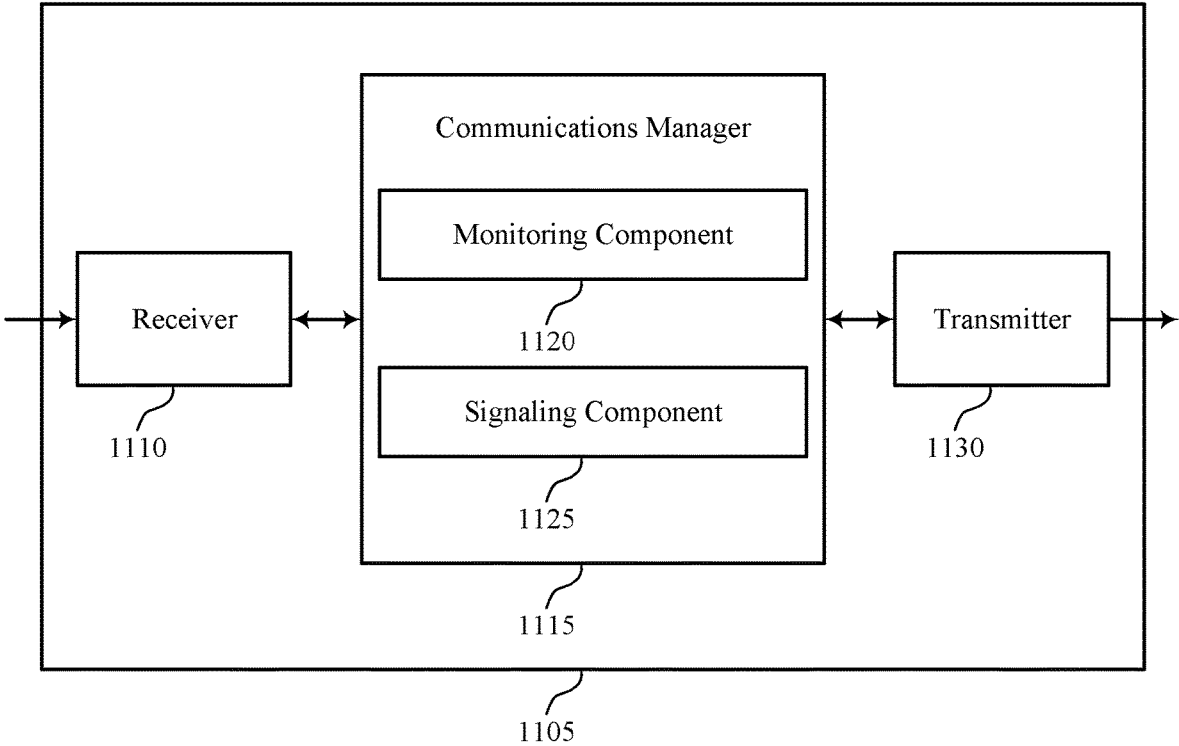 Communications Manager
Monitoring Component
Receiver
Transmitter
1120
Signaling Component
1110
1130
1125
1115
1105